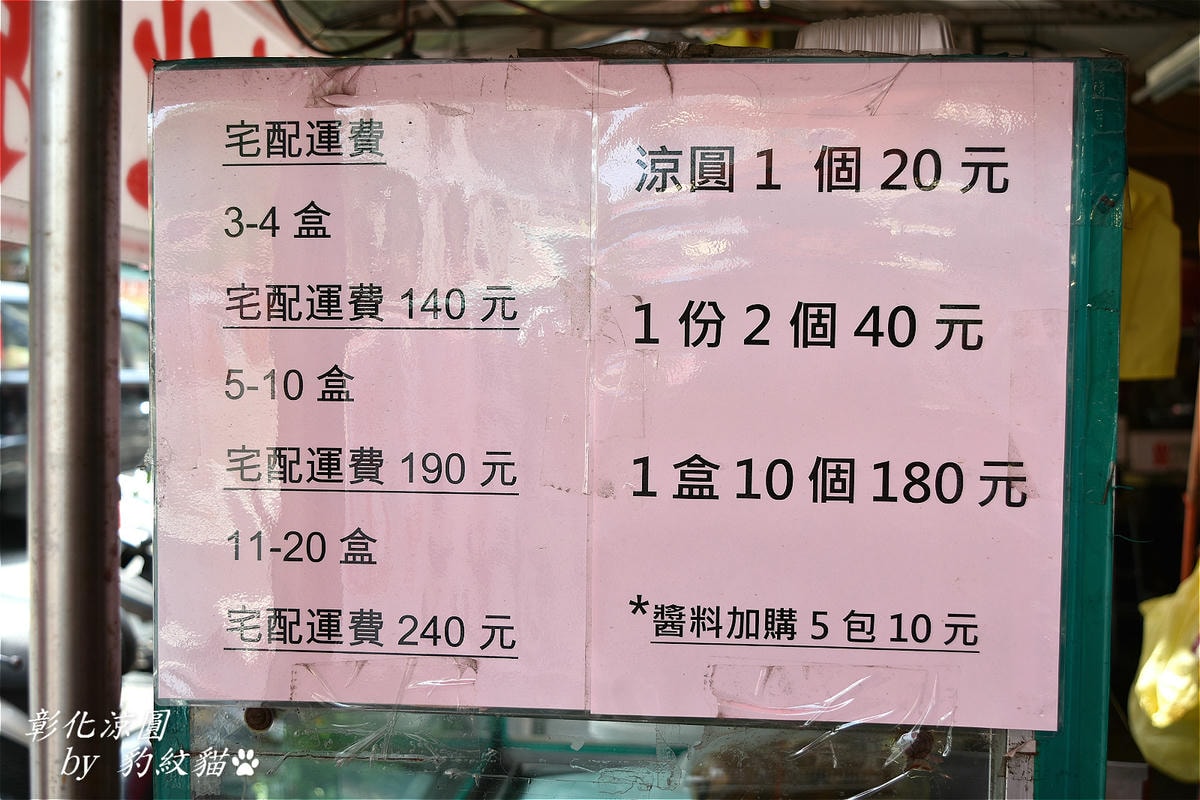 宅配運費
3-4 盒
宅配運費 140 元
5-10 盒
宅配運費 190 元
11-20 盒
宅配運費 240 元
涼圓 1 個 20 元
1 份 2 個 40 元
1 盒 10 個 180 元
*醬料加購 5 包 10 元
彰化涼圓
by 豹紋貓